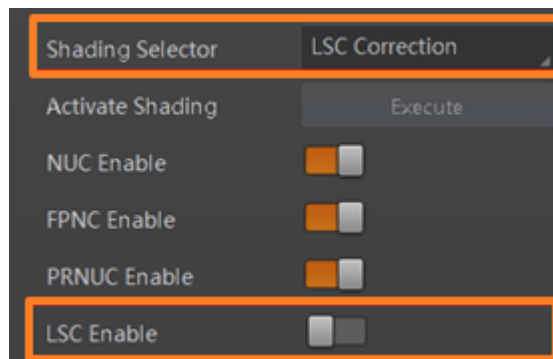 Shading Selector LSC Correction
Activate Shading Execute
NUC Enable
FPNC Enable
PRNUC Enable
LSC Enable